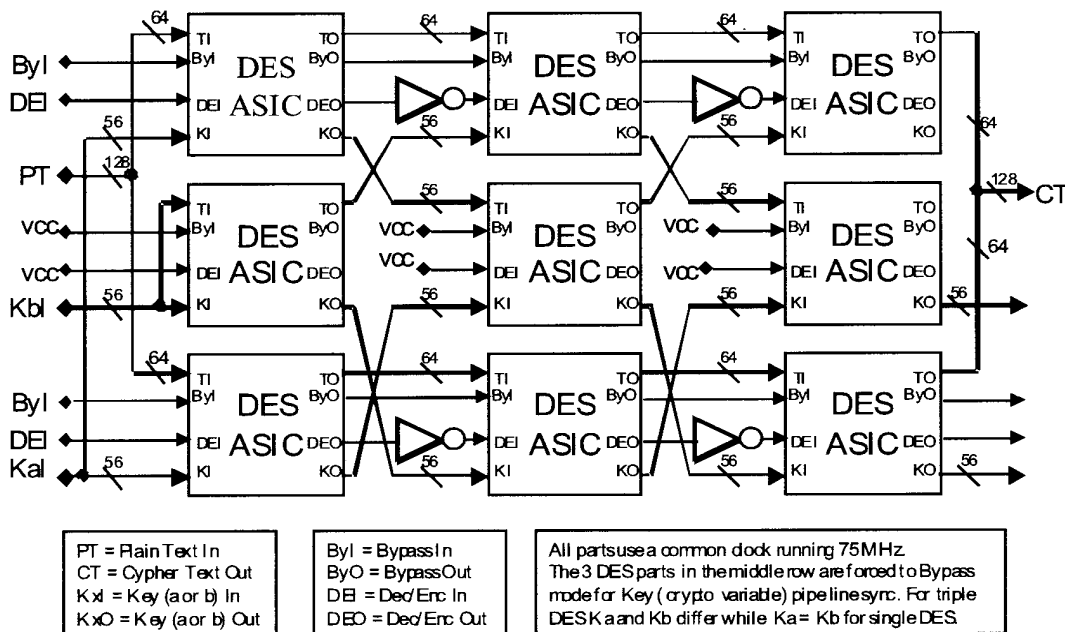 64 64 64
TI TO TI TO TI TO
ByI ByI ByO ByI ByO ByI ByO
DES DES DES
DEI DEI ASIC DEO DEI ASIC DEO DEI ASIC DEO
56 KI KO 56 KI KO 56 KI KO
64
PT 128 56 56 128 CT
TI TO TI TO TI TO
VCC ByI ByO VCC ByI ByO VCC ByI ByO
DES DES DES 64
VCC DEI ASIC DEO VCC DEI ASIC DEO VCC DEI ASIC DEO
KbI 56 KI KO 56 KI KO 56 KI KO 56
64 64 64
TI TO TI TO TI TO
ByI ByI ByO ByI ByO ByI ByO
DES DES DES
DEI DEI ASIC DEO DEI ASIC DEO DEI ASIC DEO
KaI 56 KI KO 56 KI KO 56 KI KO 56
PT = Plain Text In
CT = Cypher Text Out
KxI = Key (a or b) In
KxO = Key (a or b) Out
ByI = Bypass In
ByO = Bypass Out
DEI = Dec/Enc In
DEO = Dec/Enc Out
All parts use a common clock running 75 MHz.
The 3 DES parts in the middle row are forced to Bypass
mode for Key (crypto variable) pipeline sync. For triple
DES Ka and Kb differ while Ka = Kb for single DES.